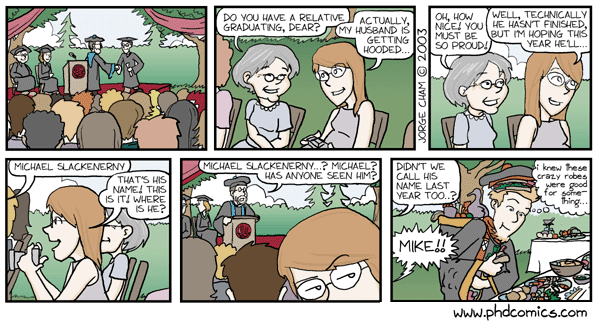 DO YOU HAVE A RELATIVE
GRADUATING, DEAR?
ACTUALLY,
MY HUSBAND IS
GETTING
HOODED...
JORGE CHAM © 2003
OH, HOW
NICE! YOU
MUST BE
SO PROUD!
WELL, TECHNICALLY
HE HASN'T FINISHED,
BUT I'M HOPING THIS
YEAR HE'LL...
MICHAEL SLACKENERNY
THAT'S HIS
NAME! THIS
IS IT! WHERE
IS HE?
MICHAEL SLACKENERNY...? MICHAEL?
HAS ANYONE SEEN HIM?
DIDN'T WE
CALL HIS
NAME LAST
YEAR TOO..?
MIKE!!
i knew these
crazy robes
were good
for some-
thing...
www.phdcomics.com